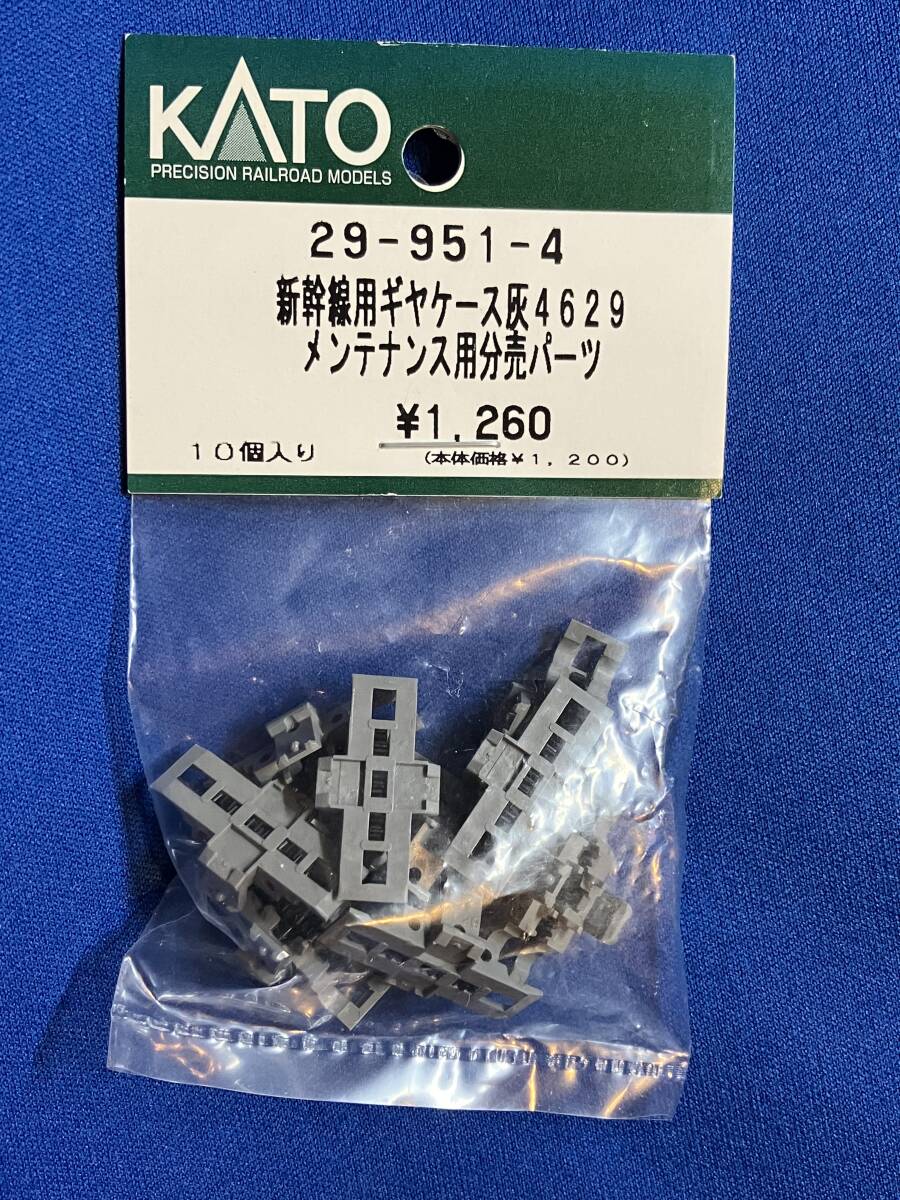 KATO
PRECISION RAILROAD MODELS
29-951-4
新幹線用ギヤケース灰4629
メンテナンス用分売パーツ
¥1,260
10個入り
(本体価格¥1,200)